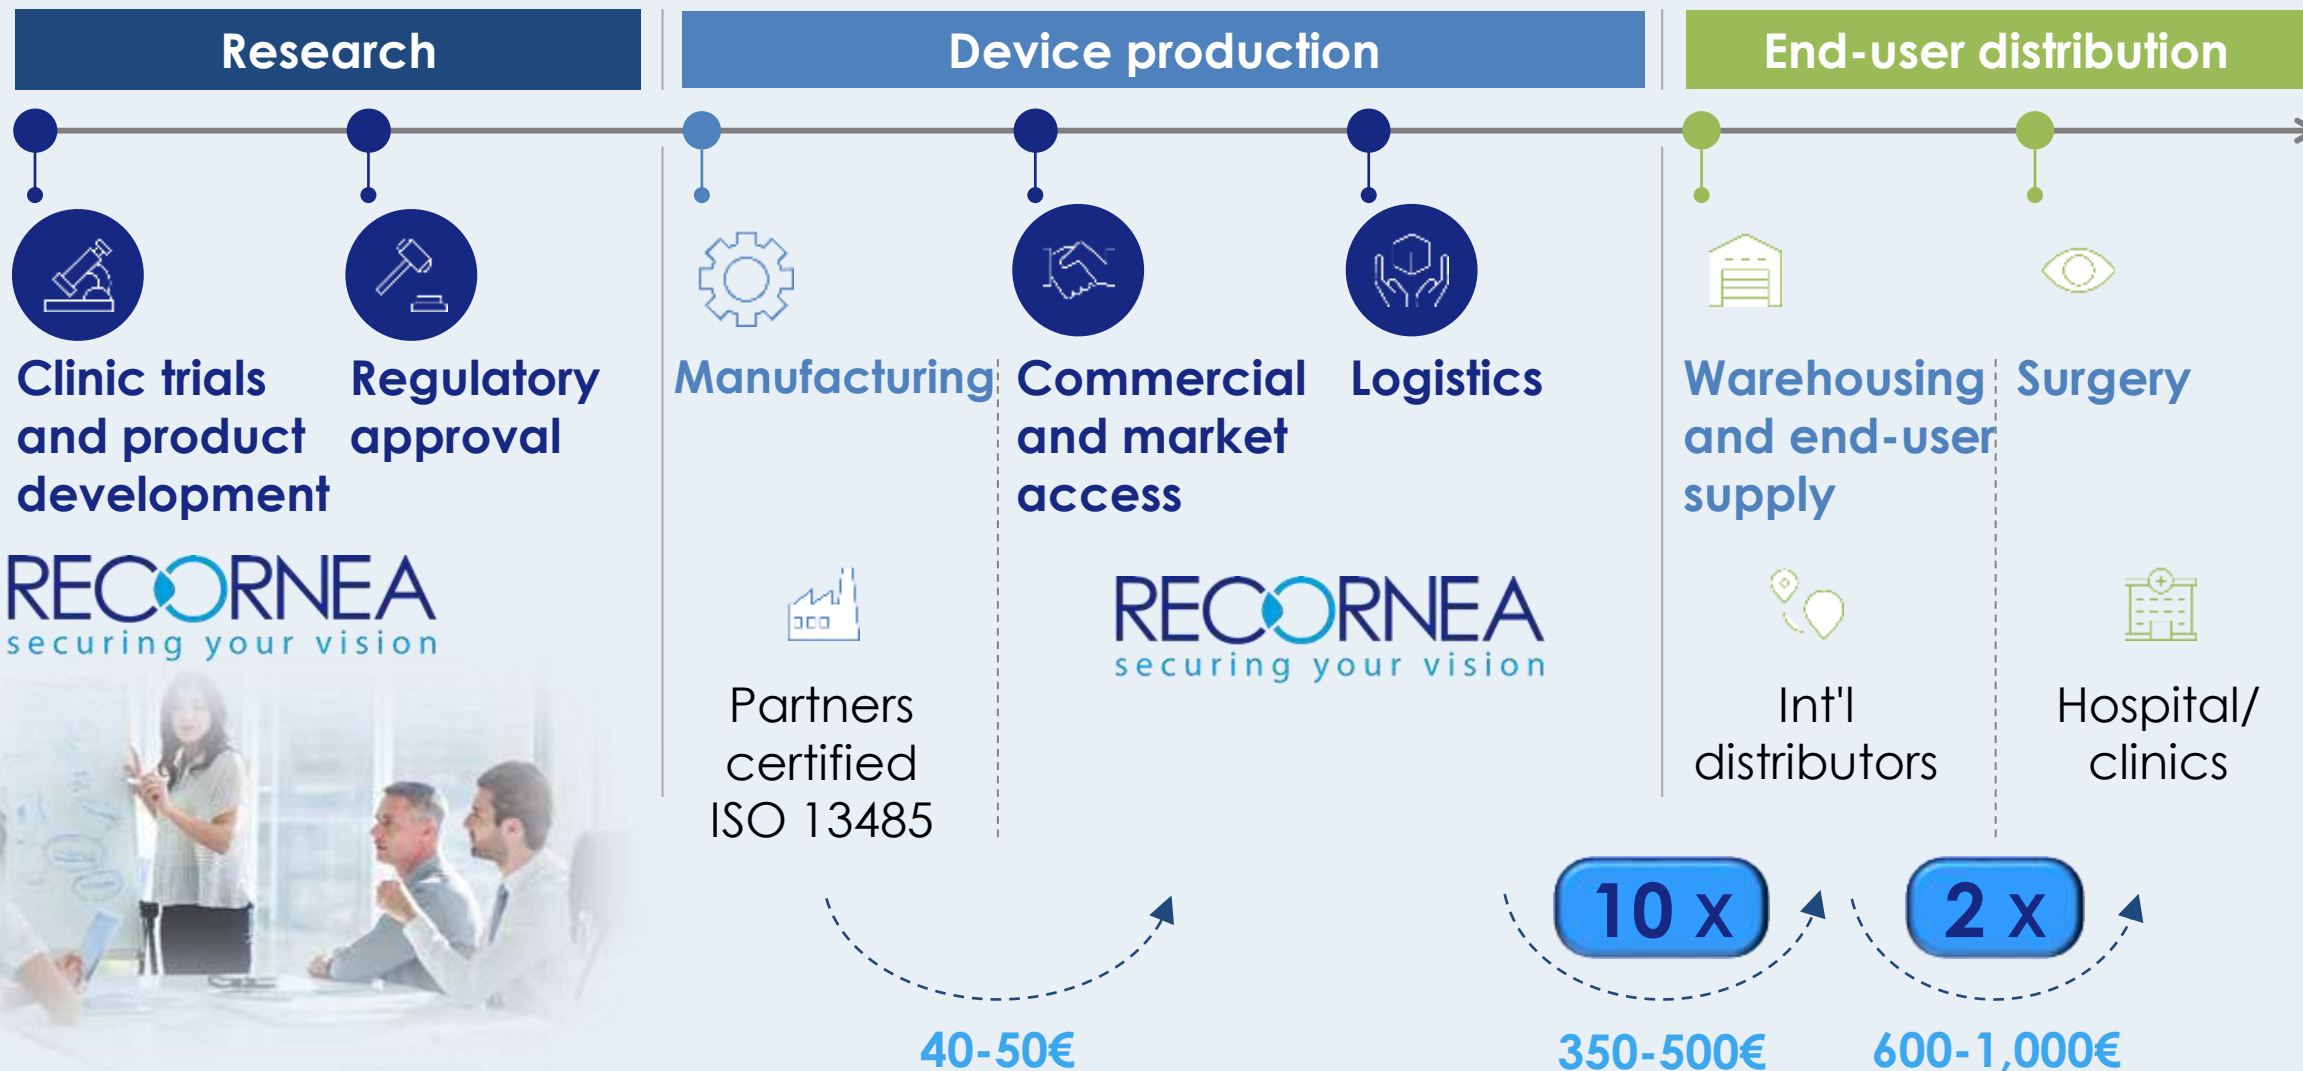 Research
Device production
End-user distribution
Clinic trials
and product
development
Regulatory
approval
Manufacturing
Commercial
and market
access
Logistics
Warehousing
and end-user
supply
Surgery
RECORNEA
securing your vision
Partners
certified
ISO 13485
RECORNEA
securing your vision
Int'l
distributors
Hospital/
clinics
10 x
2 x
40-50€
350-500€
600-1,000€